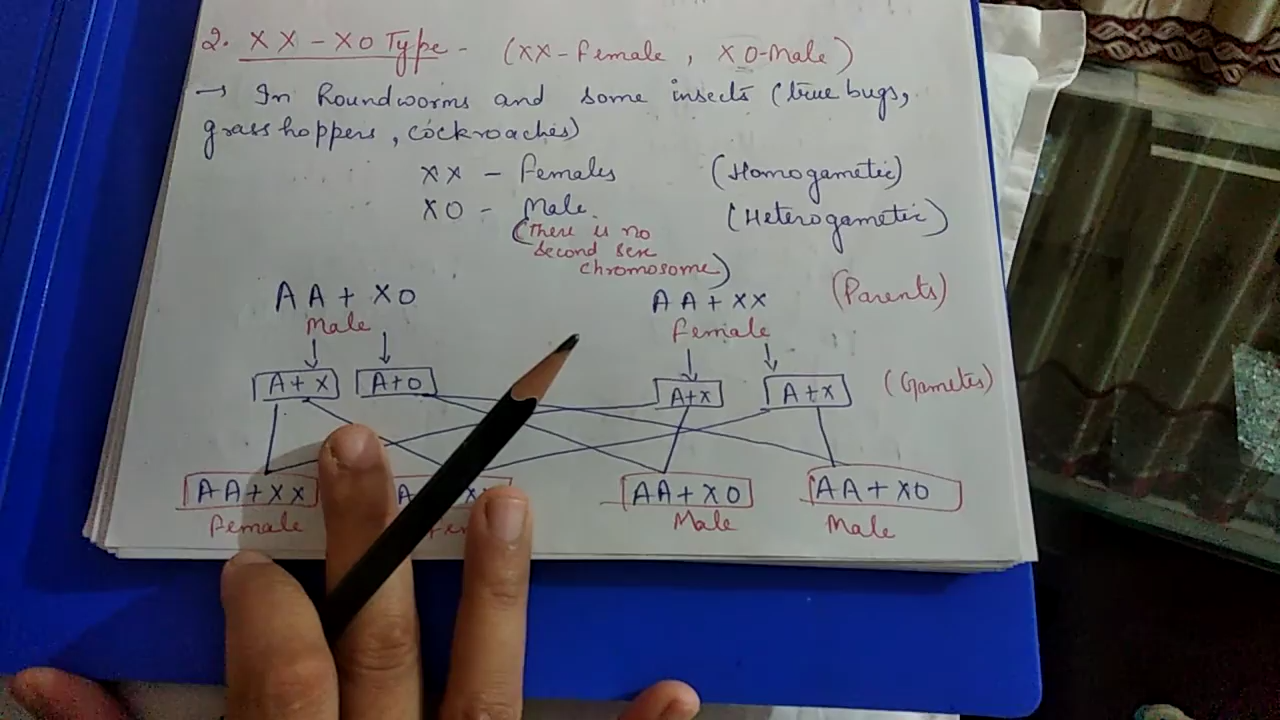 2. XX - XO Type - (XX - Female, XO - Male)
→ In Roundworms and some insects (true bugs,
grasshoppers, cockroaches)
XX - Females (Homogametic)
XO - Male (Heterogametic)
(There is no
second sex
chromosome)
AA + XO AA + XX (Parents)
Male Female
A + X A + O A + X A + X (Gametes)
AA + XX AA + XO AA + XO
Female Male Male